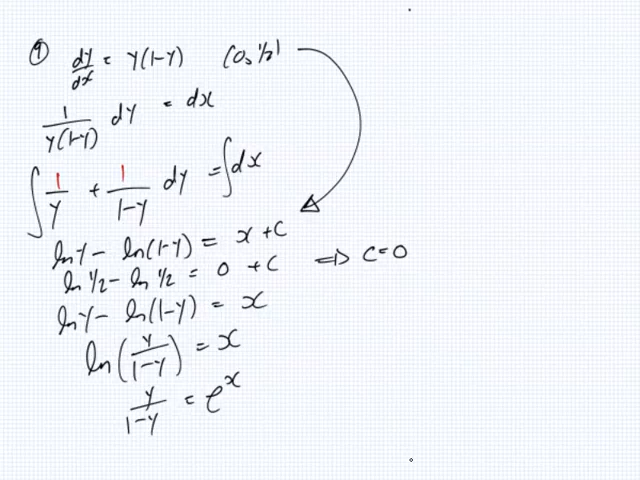 9 dy/dx = y(1-y) (0, 1/2)
1/(y(1-y)) dy = dx
∫ 1/y + 1/(1-y) dy = ∫ dx
ln y - ln(1-y) = x + c
ln 1/2 - ln 1/2 = 0 + c ⇒ c = 0
ln y - ln(1-y) = x
ln(y/(1-y)) = x
y/(1-y) = e^x